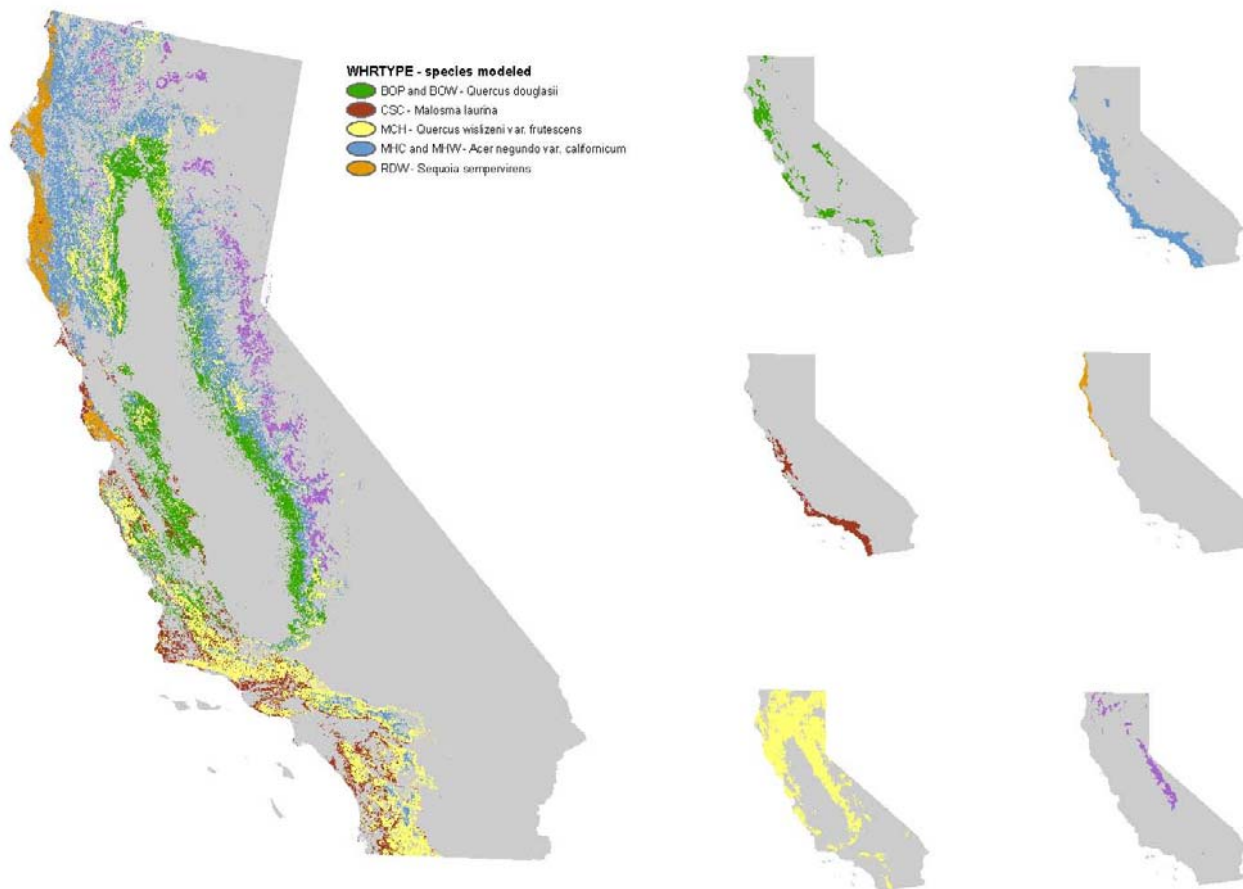 WHRTYPE - species modeled
BOP and BOW - Quercus douglasii
CSC - Malosma laurina
MCH - Quercus wislizeni var. frutescens
MHC and MHW - Acer negundo var. californicum
RDW - Sequoia sempervirens